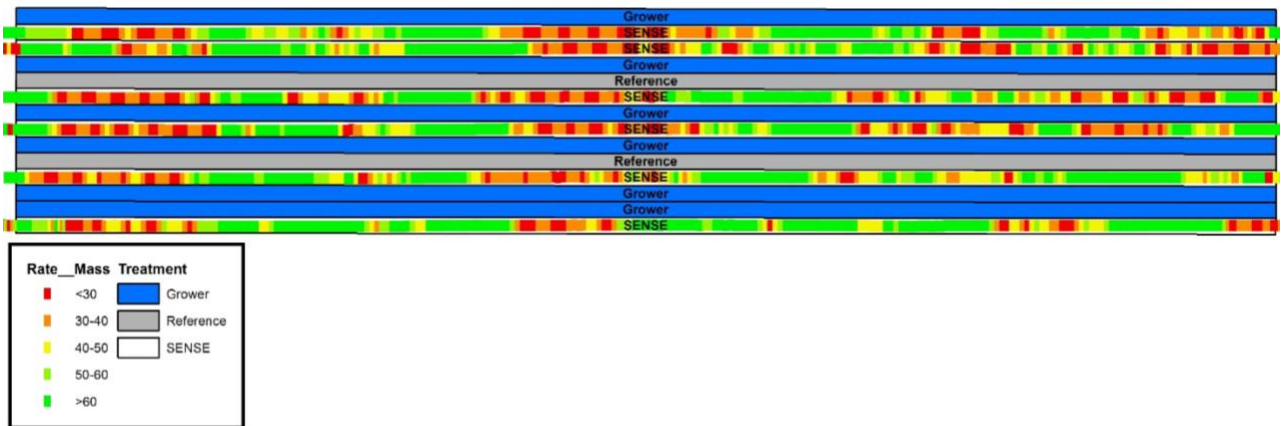 Grower
SENSE
SENSE
Grower
Reference
SENSE
Grower
SENSE
Grower
Reference
SENSE
Grower
Grower
SENSE
Rate__Mass Treatment
<30 Grower
30-40 Reference
40-50 SENSE
50-60
>60